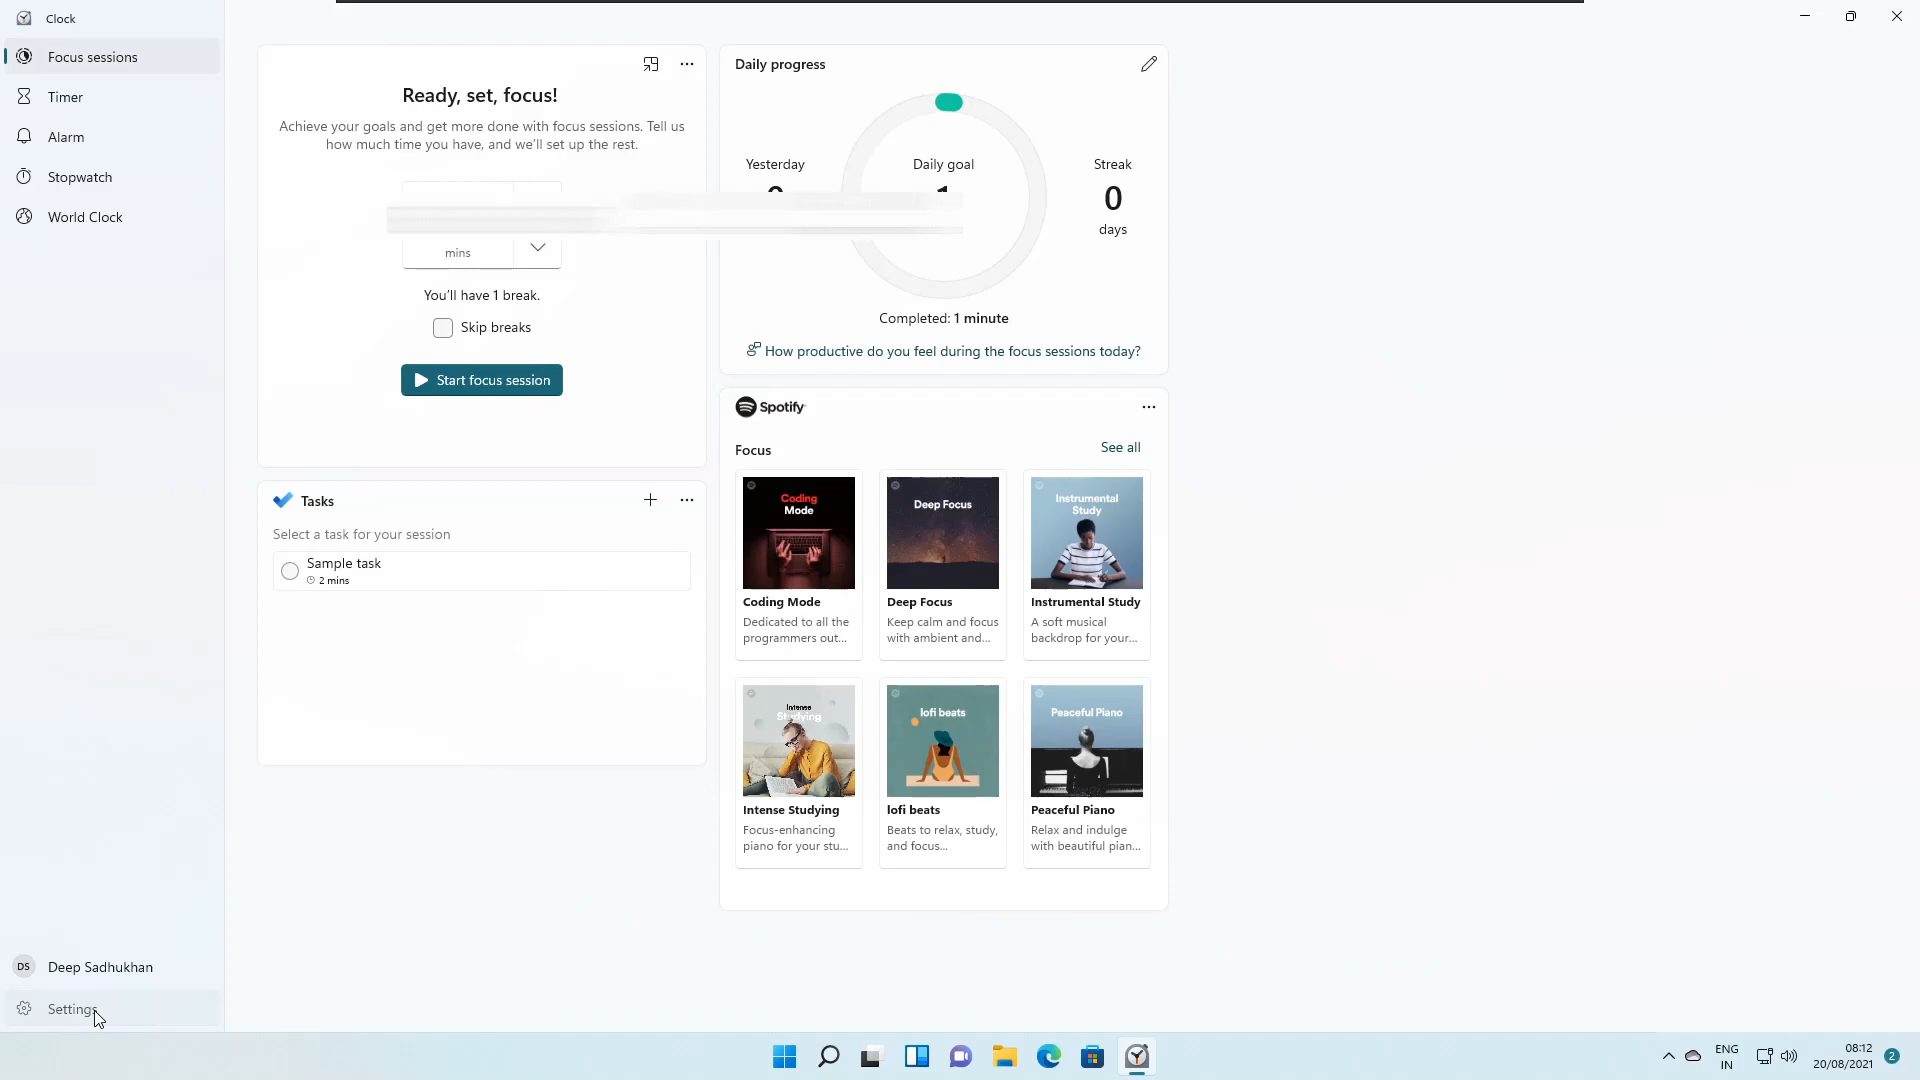 Clock
Focus sessions
Timer
Alarm
Stopwatch
World Clock
Deep Sadhukhan
DS
Settings
Ready, set, focus!
Achieve your goals and get more done with focus sessions. Tell us
how much time you have, and we'll set up the rest.
mins
You'll have 1 break.
Skip breaks
Start focus session
Tasks
Select a task for your session
Sample task
2 mins
Daily progress
Yesterday
Daily goal
Streak
0
days
Completed: 1 minute
How productive do you feel during the focus sessions today?
Spotify
Focus
See all
Coding
Mode
Deep Focus
Instrumental
Study
Coding Mode
Dedicated to all the
programmers out...
Deep Focus
Keep calm and focus
with ambient and...
Instrumental Study
A soft musical
backdrop for your...
Intense
Studying
lofi beats
Peaceful Piano
Intense Studying
Focus-enhancing
piano for your stu...
lofi beats
Beats to relax, study,
and focus...
Peaceful Piano
Relax and indulge
with beautiful pian...
ENG
IN
08:12
20/08/2021
2